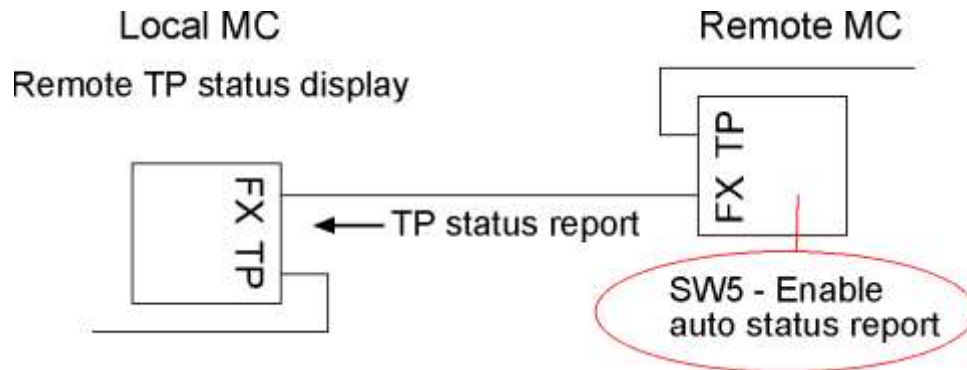 Local MC
Remote MC
Remote TP status display
FX TP
FX TP
TP status report
SW5 - Enable
auto status report